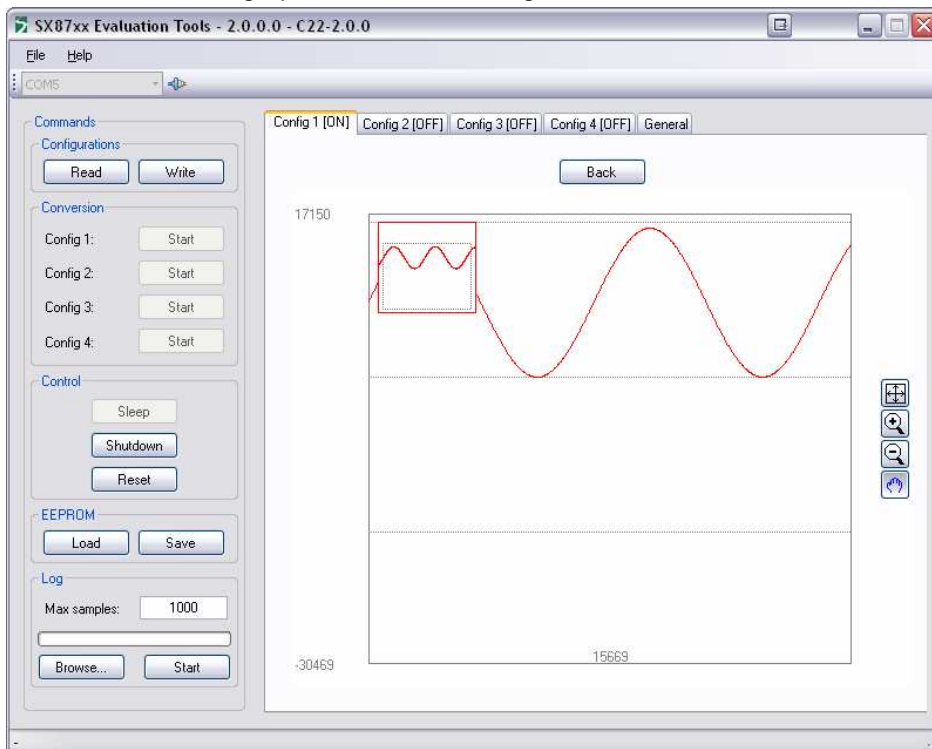 SX87xx Evaluation Tools - 2.0.0.0 - C22-2.0.0
File Help
COM5
Commands
Configurations
Read Write
Conversion
Config 1: Start
Config 2: Start
Config 3: Start
Config 4: Start
Control
Sleep
Shutdown
Reset
EEPROM
Load Save
Log
Max samples: 1000
Browse... Start
Config 1 [ON] Config 2 [OFF] Config 3 [OFF] Config 4 [OFF] General
Back
17150
-30469
15669
-